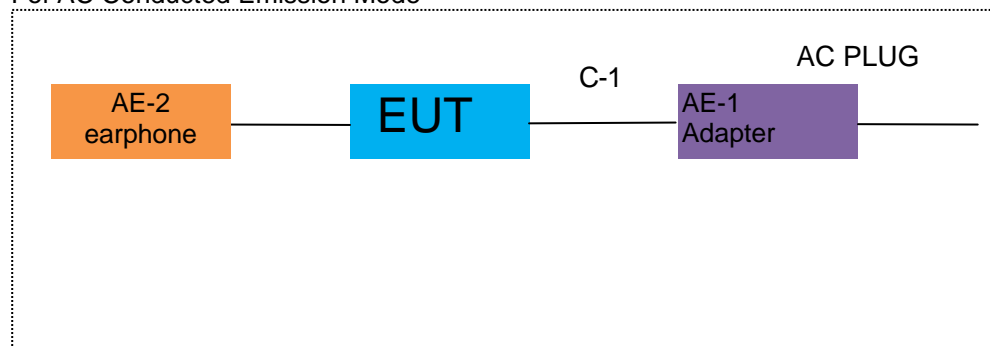 For AC Conducted Emission Mode
AC PLUG
C-1
AE-2
earphone
EUT
AE-1
Adapter